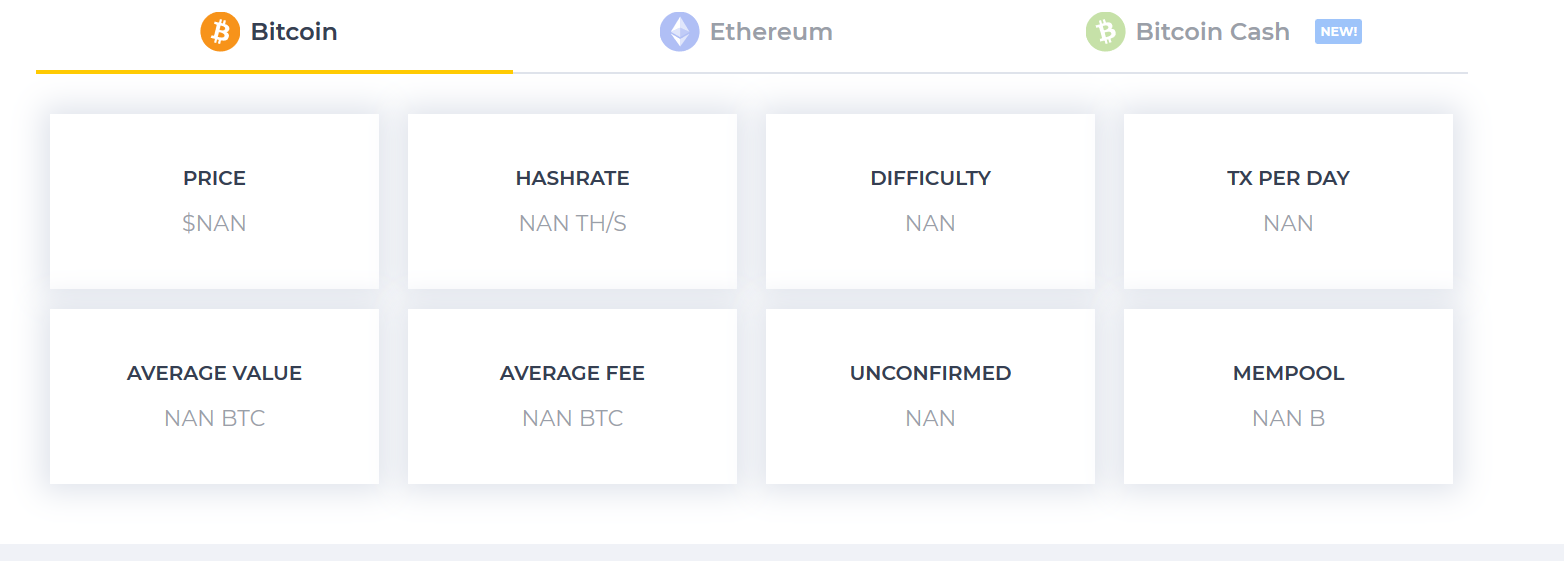 Bitcoin
Ethereum
Bitcoin Cash NEW!
PRICE
$NAN
HASHRATE
NAN TH/S
DIFFICULTY
NAN
TX PER DAY
NAN
AVERAGE VALUE
NAN BTC
AVERAGE FEE
NAN BTC
UNCONFIRMED
NAN
MEMPOOL
NAN B